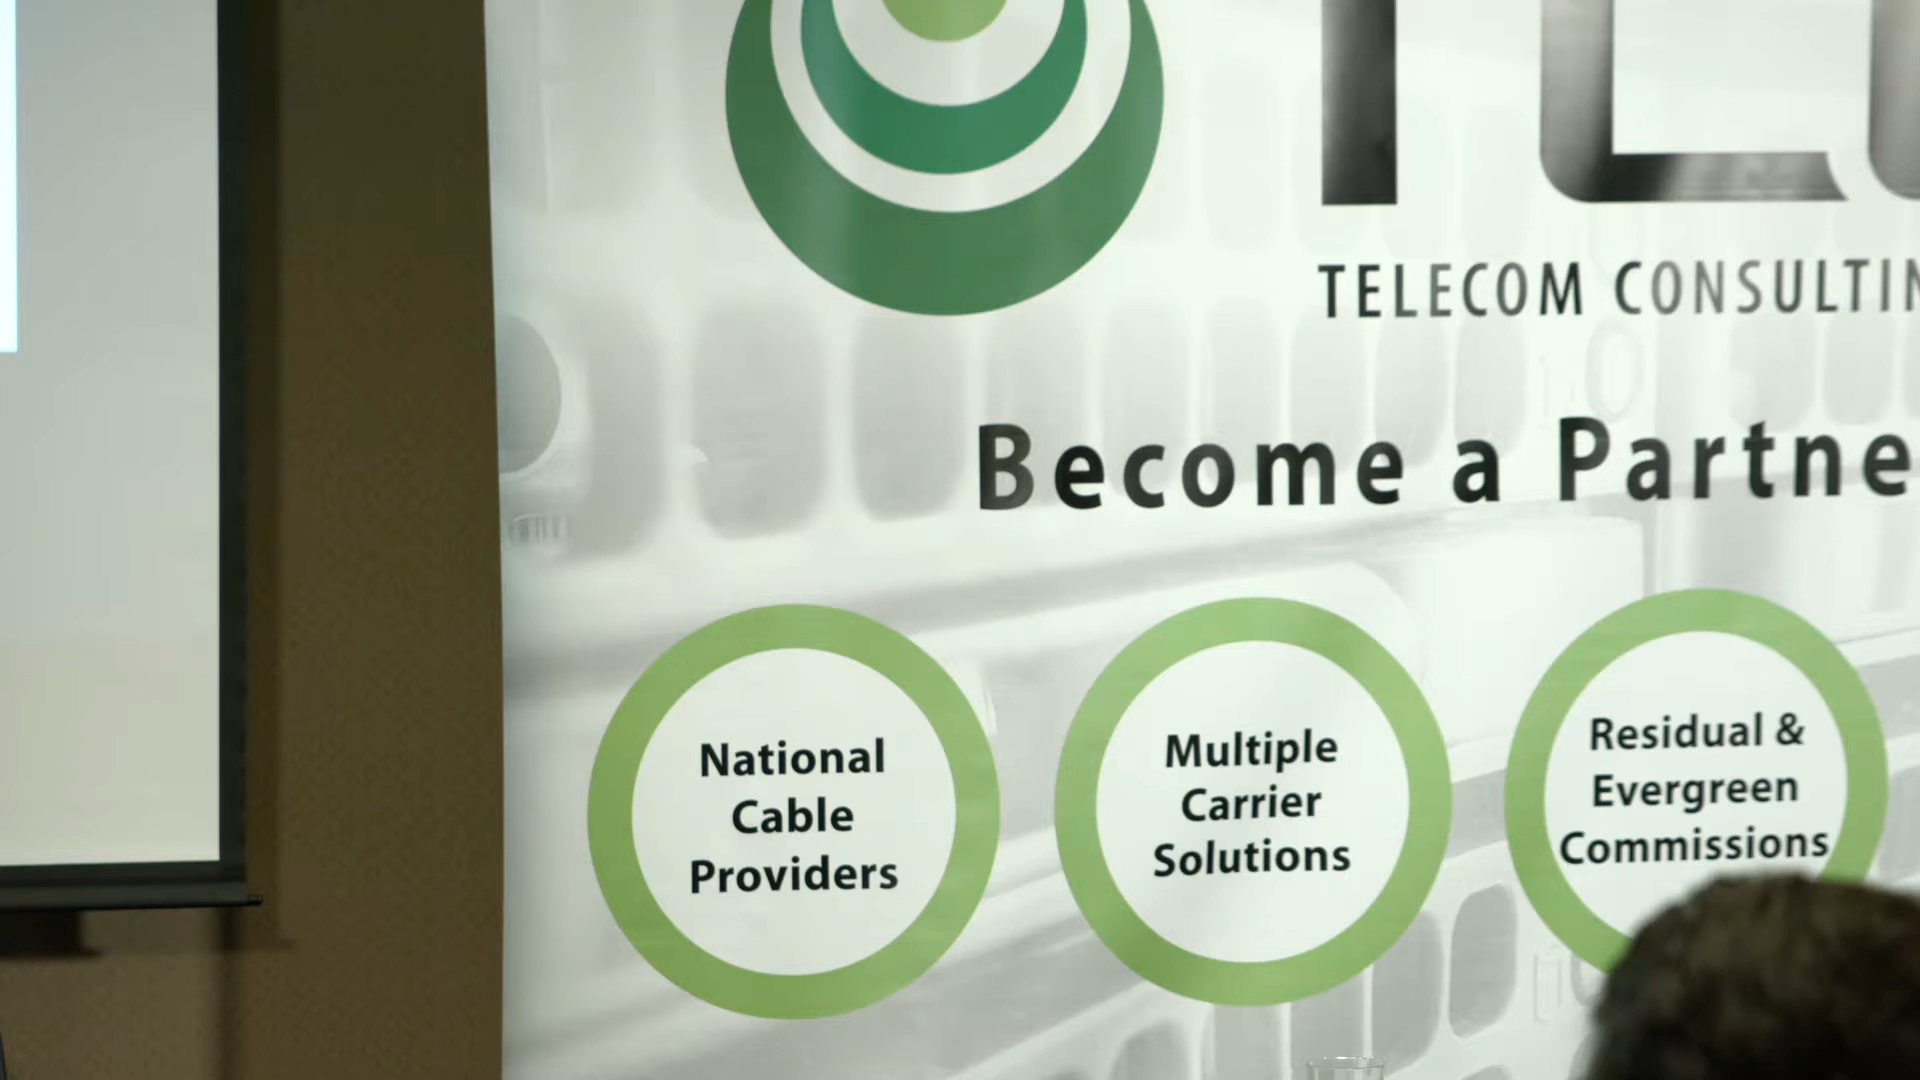 TELECOM CONSULTIN
Become a Partne
National
Cable
Providers
Multiple
Carrier
Solutions
Residual &
Evergreen
Commissions